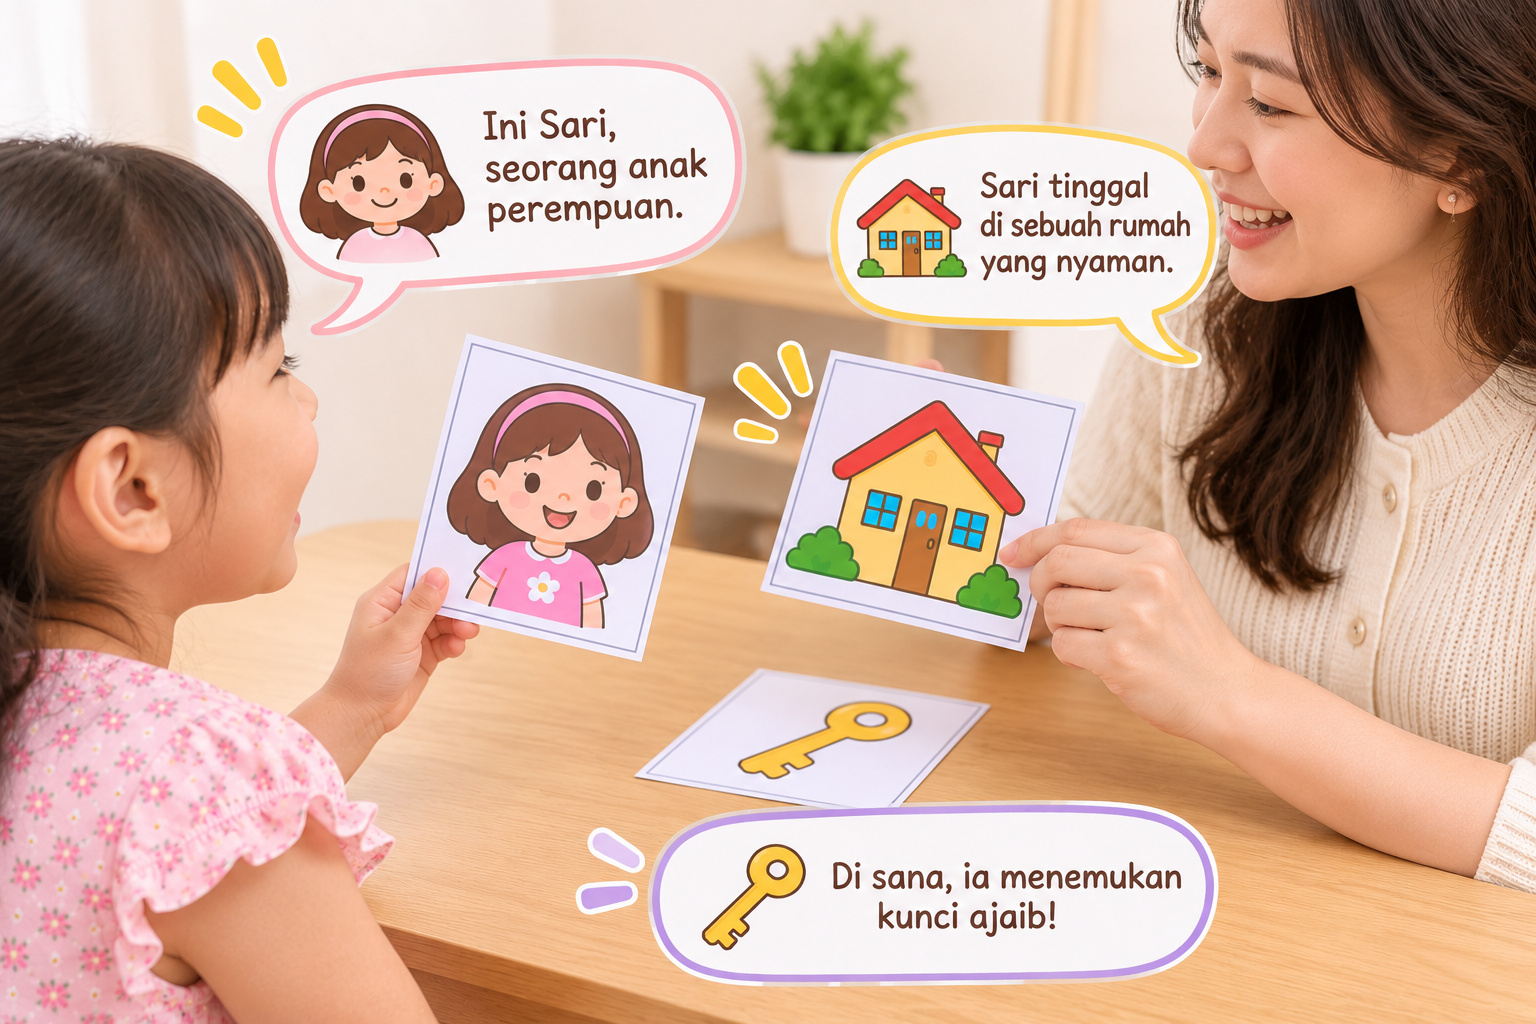 Ini Sari,
seorang anak
perempuan.
Sari tinggal
di sebuah rumah
yang nyaman.
Di sana, ia menemukan
kunci ajaib!